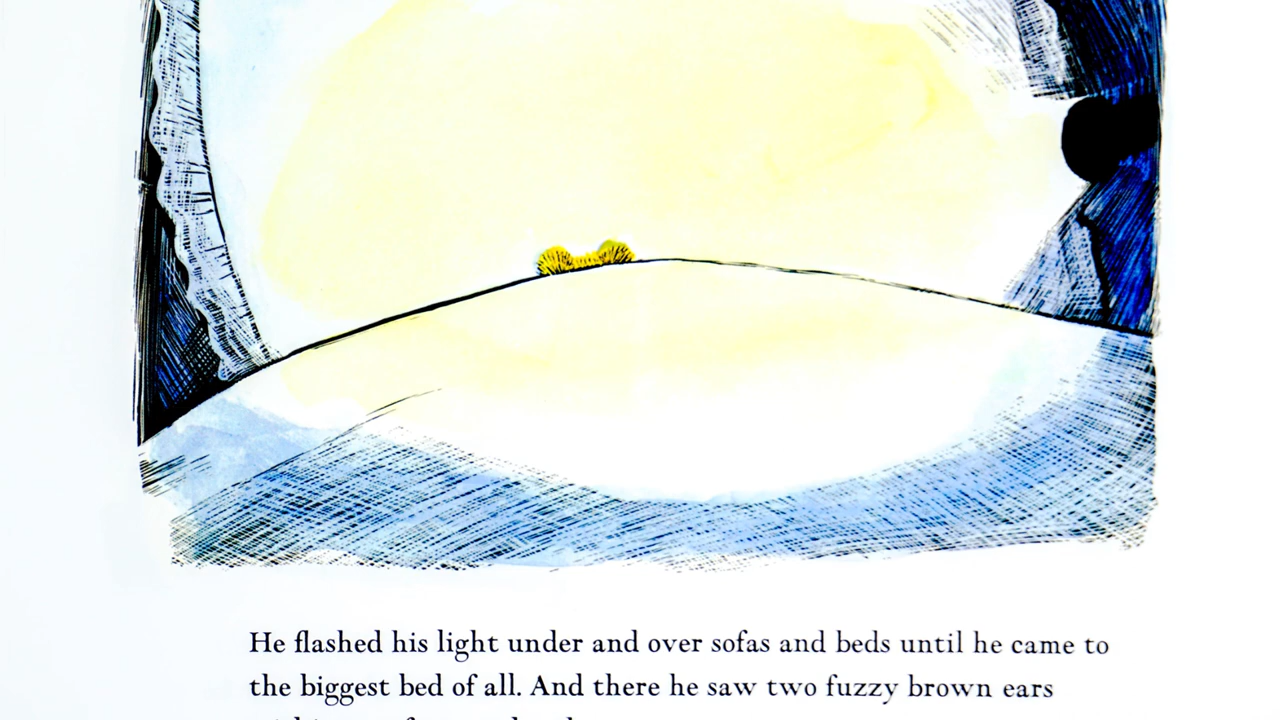 He flashed his light under and over sofas and beds until he came to
the biggest bed of all. And there he saw two fuzzy brown ears